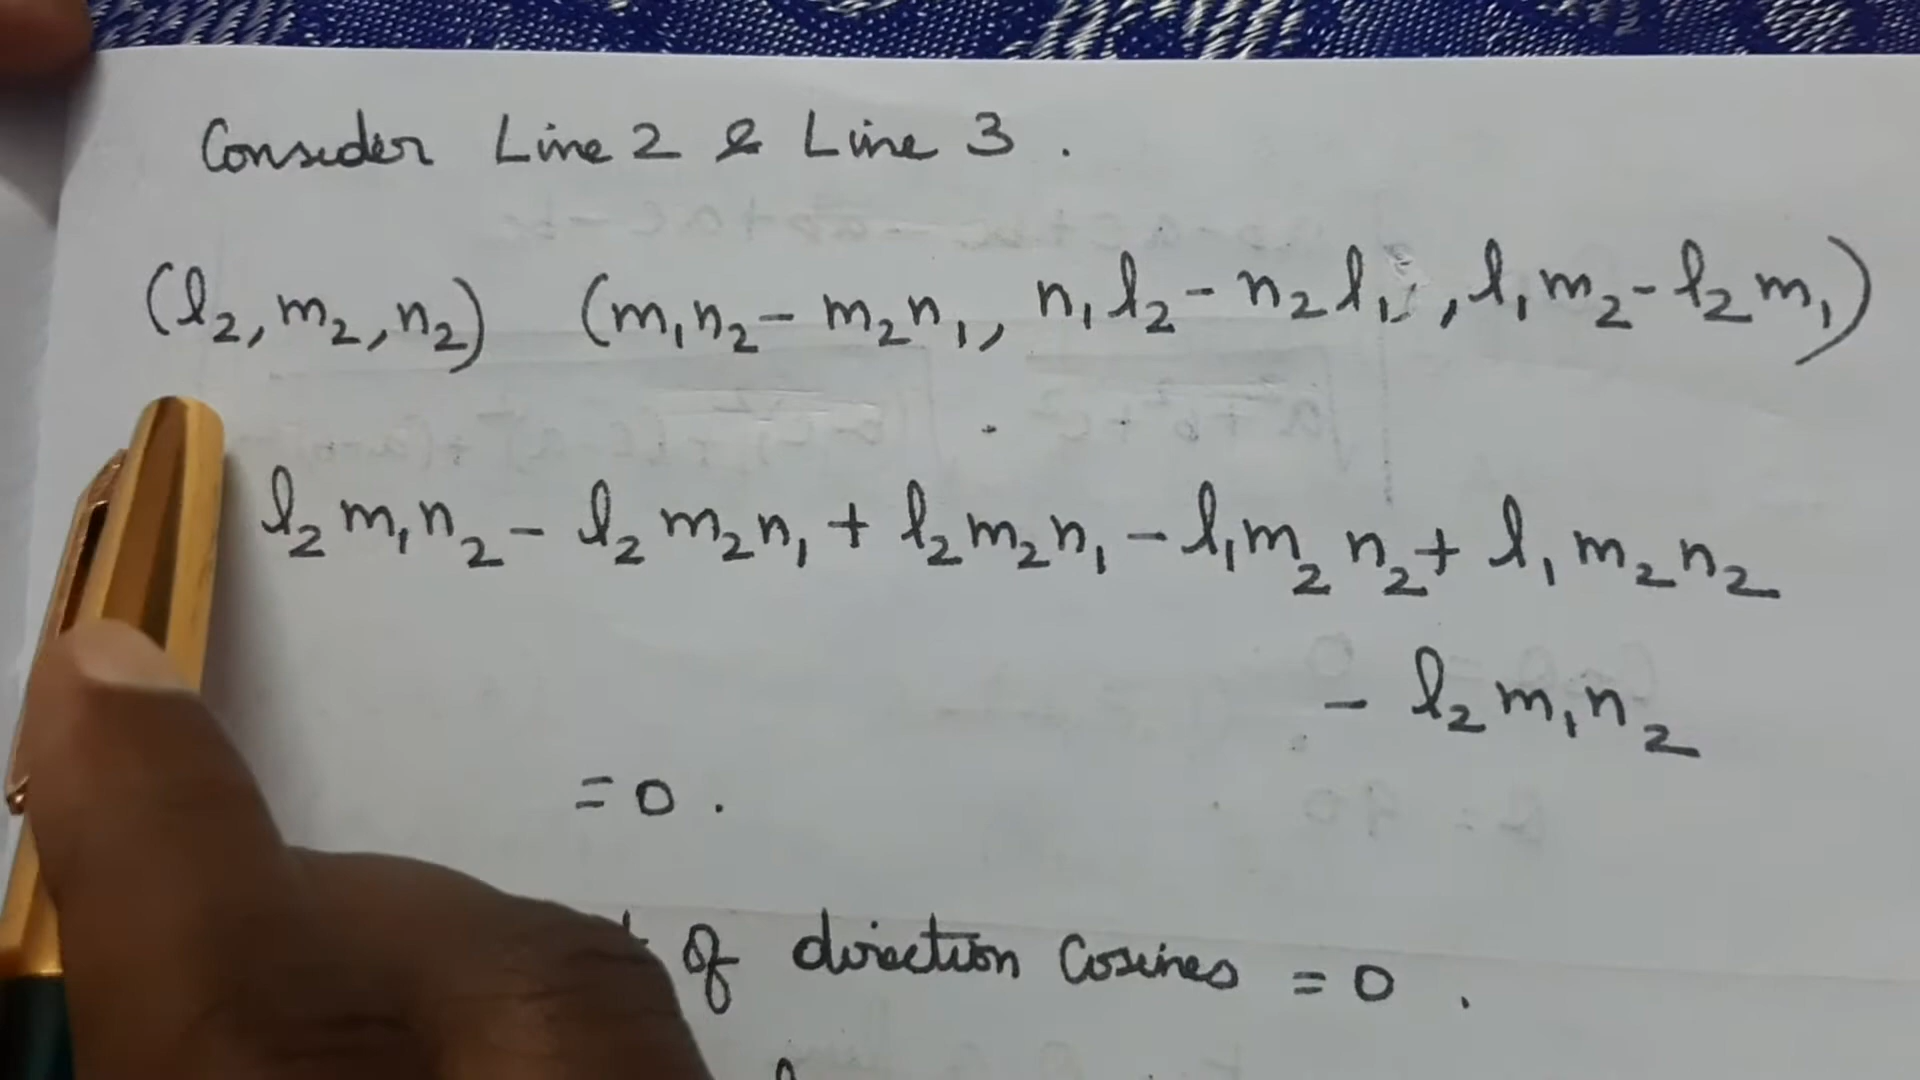 Consider Line 2 & Line 3 .
(l₂, m₂, n₂) (m₁n₂ - m₂n₁, n₁l₂ - n₂l₁, l₁m₂ - l₂m₁)
l₂m₁n₂ - l₂m₂n₁ + l₂m₂n₁ - l₁m₂n₂ + l₁m₂n₂
- l₂m₁n₂
= 0 .
of direction Cosines = 0 .